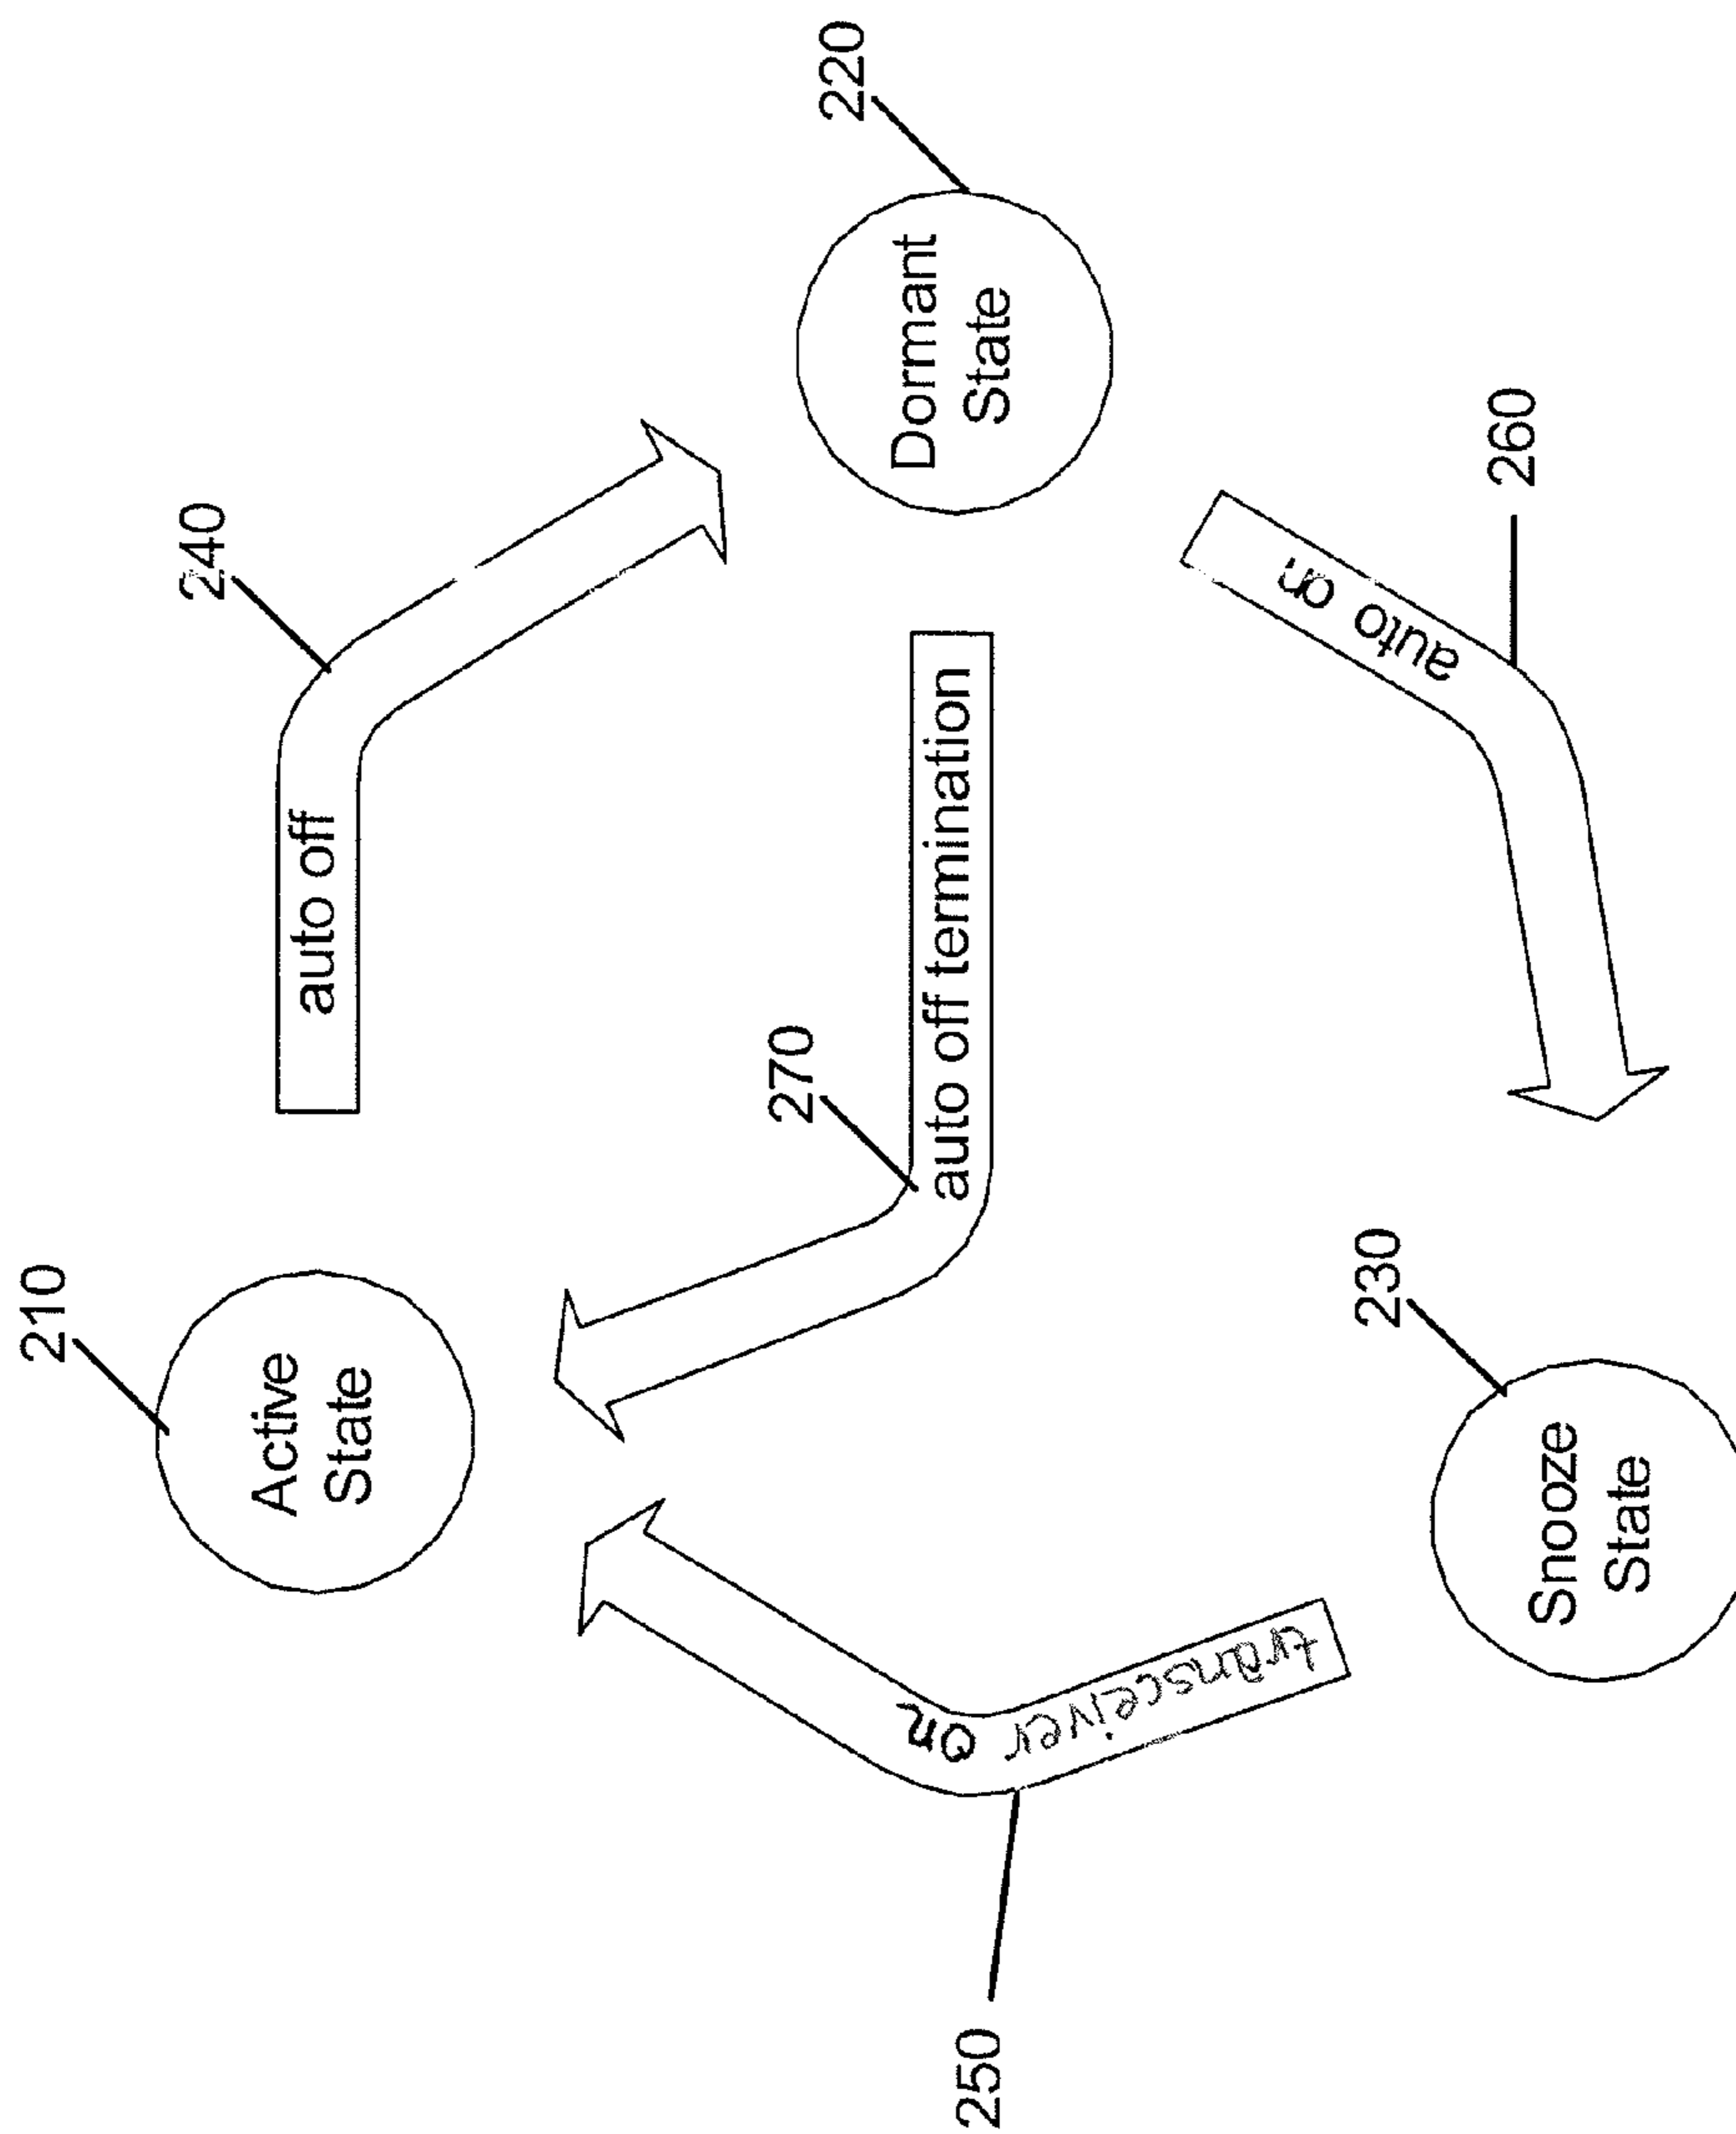 210
Active
State
auto off
240
220
Dormant
State
270
auto off termination
250
transceiver on
230
Snooze
State
auto on
260